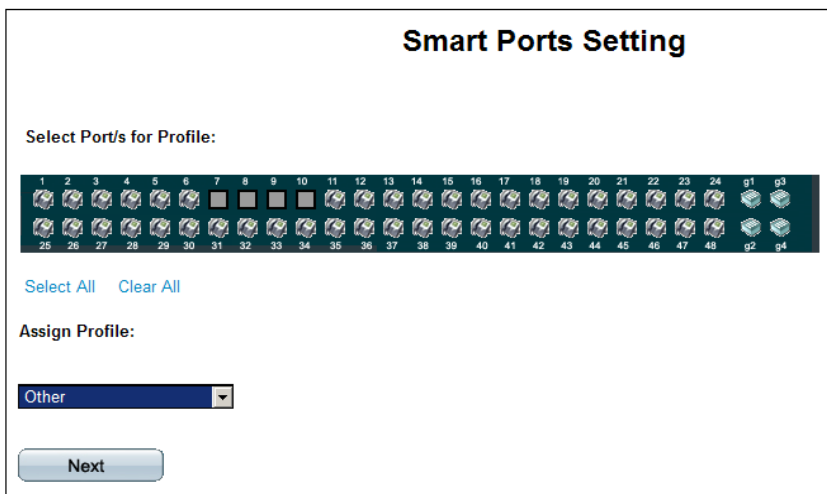 Smart Ports Setting
Select Port/s for Profile:
1 2 3 4 5 6 7 8 9 10 11 12 13 14 15 16 17 18 19 20 21 22 23 24 g1 g3
25 26 27 28 29 30 31 32 33 34 35 36 37 38 39 40 41 42 43 44 45 46 47 48 g2 g4
Select All Clear All
Assign Profile:
Other
Next